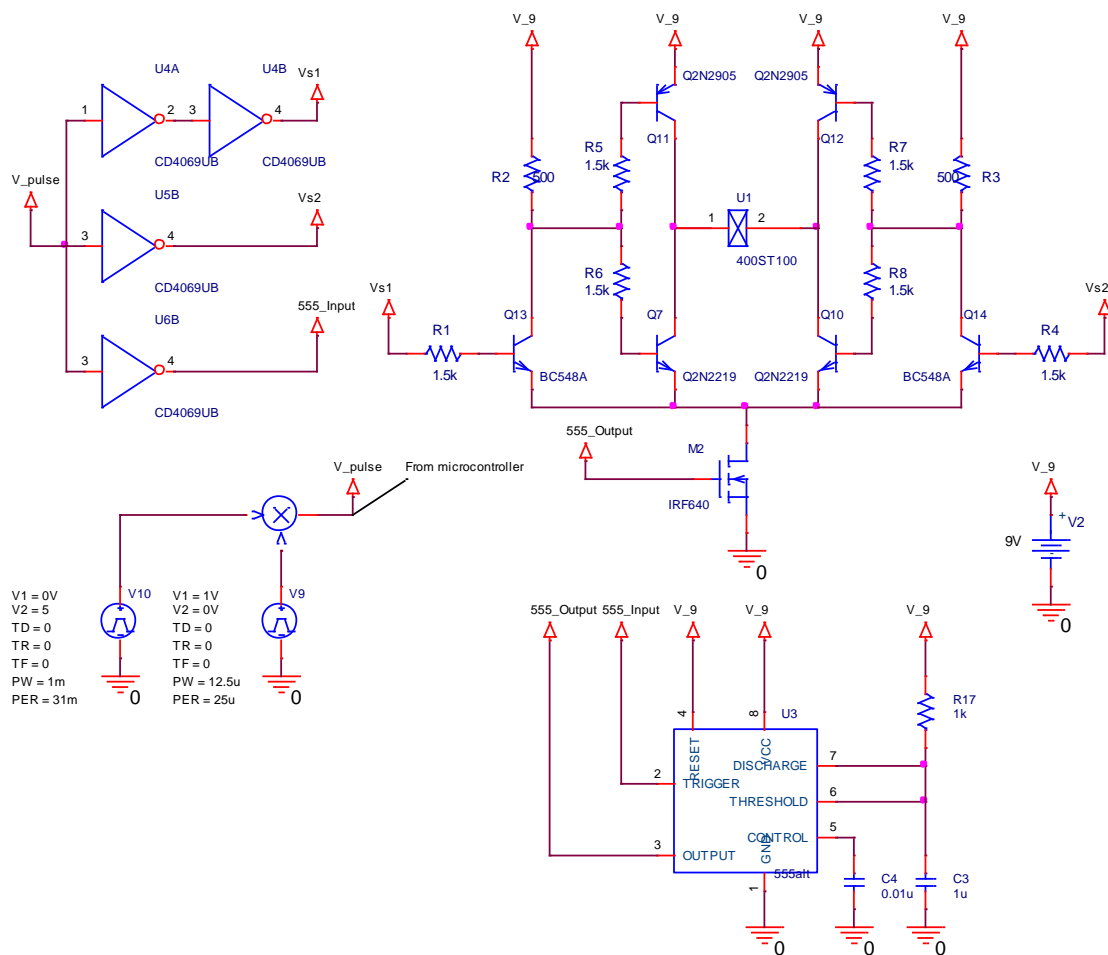 V_9
V_9
V_9
V_9
U4A
U4B
Vs1
Q2N2905
Q2N2905
1
2
3
4
CD4069UB
CD4069UB
Q11
Q12
R2
500
R5
1.5k
R7
1.5k
500
R3
V_pulse
U5B
Vs2
U1
1
2
400ST100
3
4
CD4069UB
R6
1.5k
R8
1.5k
Vs1
Vs2
U6B
555_Input
Q13
Q7
Q10
Q14
R1
1.5k
R4
1.5k
3
4
BC548A
Q2N2219
Q2N2219
BC548A
CD4069UB
555_Output
M2
IRF640
0
V_pulse
From microcontroller
V_9
+
V2
9V
0
V10
V1 = 0V
V2 = 5
TD = 0
TR = 0
TF = 0
PW = 1m
PER = 31m
0
V9
V1 = 1V
V2 = 0V
TD = 0
TR = 0
TF = 0
PW = 12.5u
PER = 25u
0
555_Output
555_Input
V_9
V_9
V_9
R17
1k
4
8
U3
RESET
VCC
DISCHARGE
7
2
TRIGGER
THRESHOLD
6
CONTROL
5
3
OUTPUT
GND
555alt
1
C4
0.01u
C3
1u
0
0
0